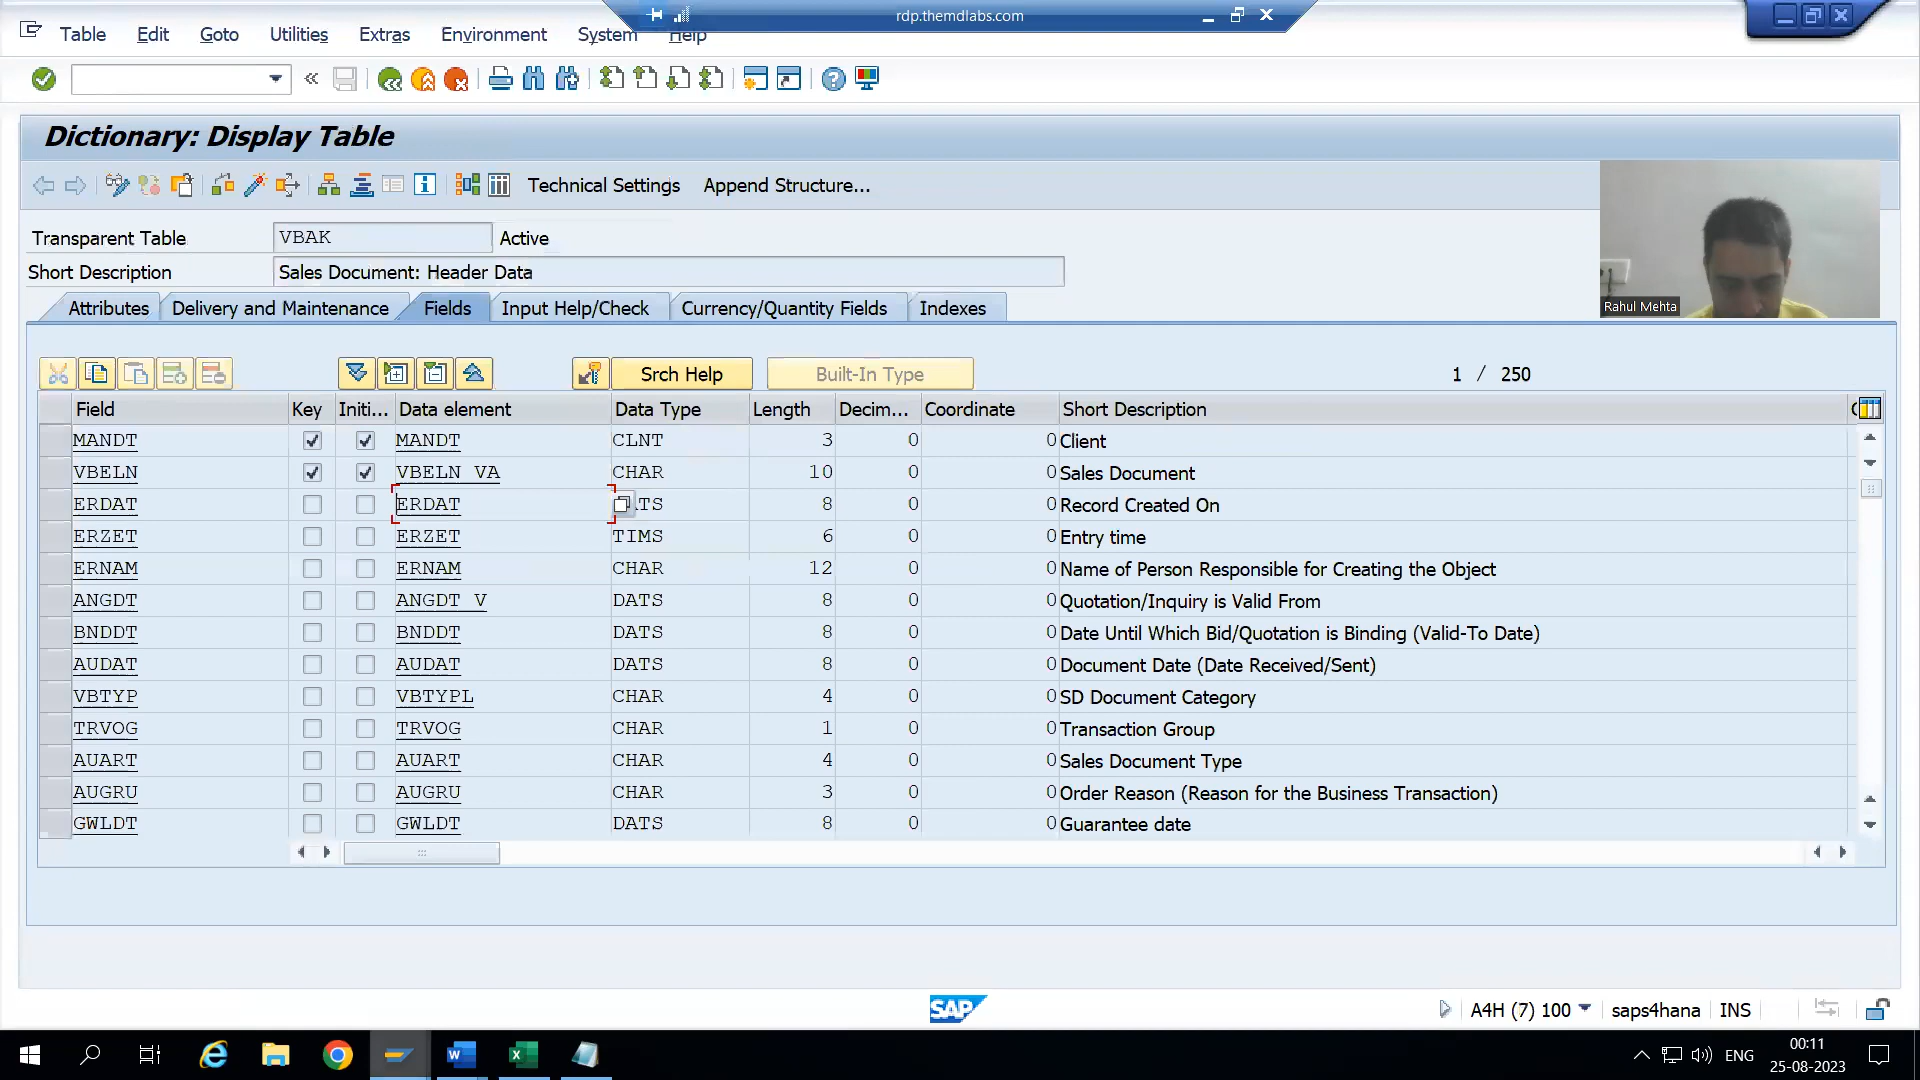 rdp.themdlabs.com
Table Edit Goto Utilities Extras Environment System Help
Dictionary: Display Table
Technical Settings Append Structure...
Transparent Table VBAK Active
Short Description Sales Document: Header Data
Attributes Delivery and Maintenance Fields Input Help/Check Currency/Quantity Fields Indexes
Rahul Mehta
Srch Help Built-In Type 1 / 250
Field Key Initi... Data element Data Type Length Decim... Coordinate Short Description
MANDT MANDT CLNT 3 0 0 Client
VBELN VBELN_VA CHAR 10 0 0 Sales Document
ERDAT ERDAT ATS 8 0 0 Record Created On
ERZET ERZET TIMS 6 0 0 Entry time
ERNAM ERNAM CHAR 12 0 0 Name of Person Responsible for Creating the Object
ANGDT ANGDT_V DATS 8 0 0 Quotation/Inquiry is Valid From
BNDDT BNDDT DATS 8 0 0 Date Until Which Bid/Quotation is Binding (Valid-To Date)
AUDAT AUDAT DATS 8 0 0 Document Date (Date Received/Sent)
VBTYP VBTYPL CHAR 4 0 0 SD Document Category
TRVOG TRVOG CHAR 1 0 0 Transaction Group
AUART AUART CHAR 4 0 0 Sales Document Type
AUGRU AUGRU CHAR 3 0 0 Order Reason (Reason for the Business Transaction)
GWLDT GWLDT DATS 8 0 0 Guarantee date
SAP A4H (7) 100 saps4hana INS
ENG 00:11
25-08-2023